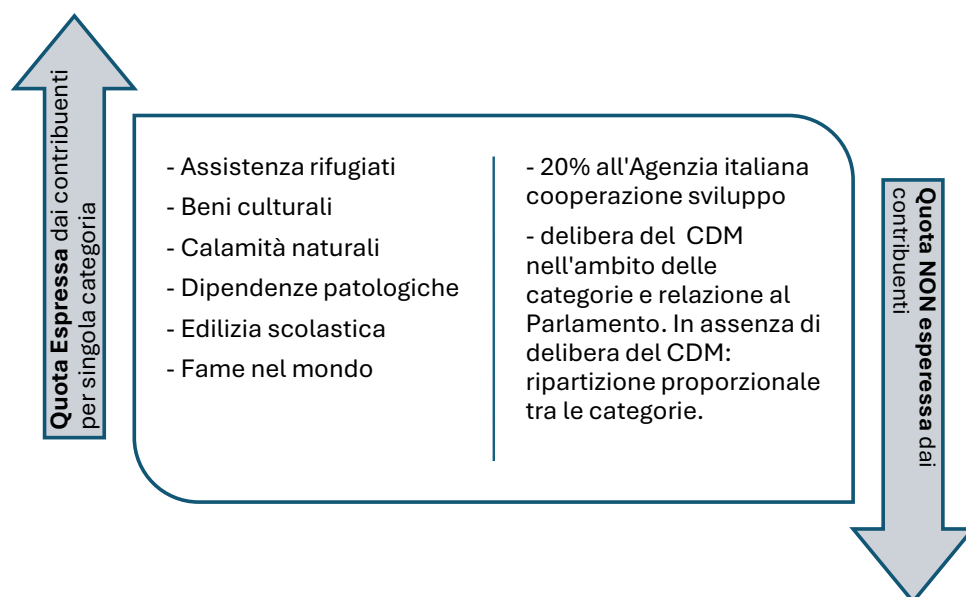 Quota Espressa dai contribuenti
per singola categoria
- Assistenza rifugiati
- Beni culturali
- Calamità naturali
- Dipendenze patologiche
- Edilizia scolastica
- Fame nel mondo
- 20% all'Agenzia italiana
cooperazione sviluppo
- delibera del  CDM
nell'ambito delle
categorie e relazione al
Parlamento. In assenza di
delibera del CDM:
ripartizione proporzionale
tra le categorie.
Quota NON esperessa dai
contribuenti